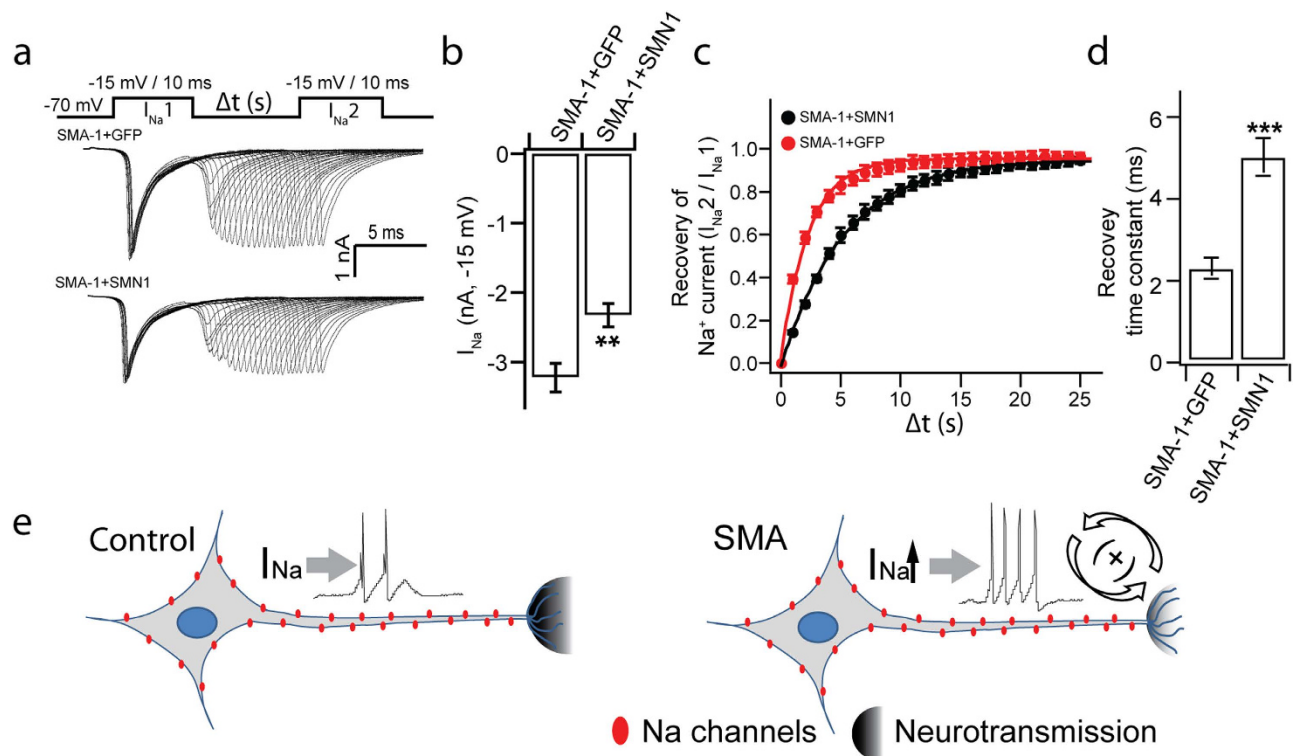 a
-15 mV / 10 ms
-15 mV / 10 ms
-70 mV
INa1
Δt (s)
INa2
SMA-1+GFP
5 ms
1 nA
SMA-1+SMN1
b
SMA-1+GFP
SMA-1+SMN1
0
-1
-2
-3
INa (nA, -15 mV)
**
c
SMA-1+SMN1
SMA-1+GFP
Recovery of
Na+ current (INa2 / INa1)
1.0
0.8
0.6
0.4
0.2
0.0
0
5
10
15
20
25
Δt (s)
d
Recovey
time constant (ms)
6
4
2
0
***
SMA-1+GFP
SMA-1+SMN1
e
Control
INa
SMA
INa
(+)
Na channels
Neurotransmission